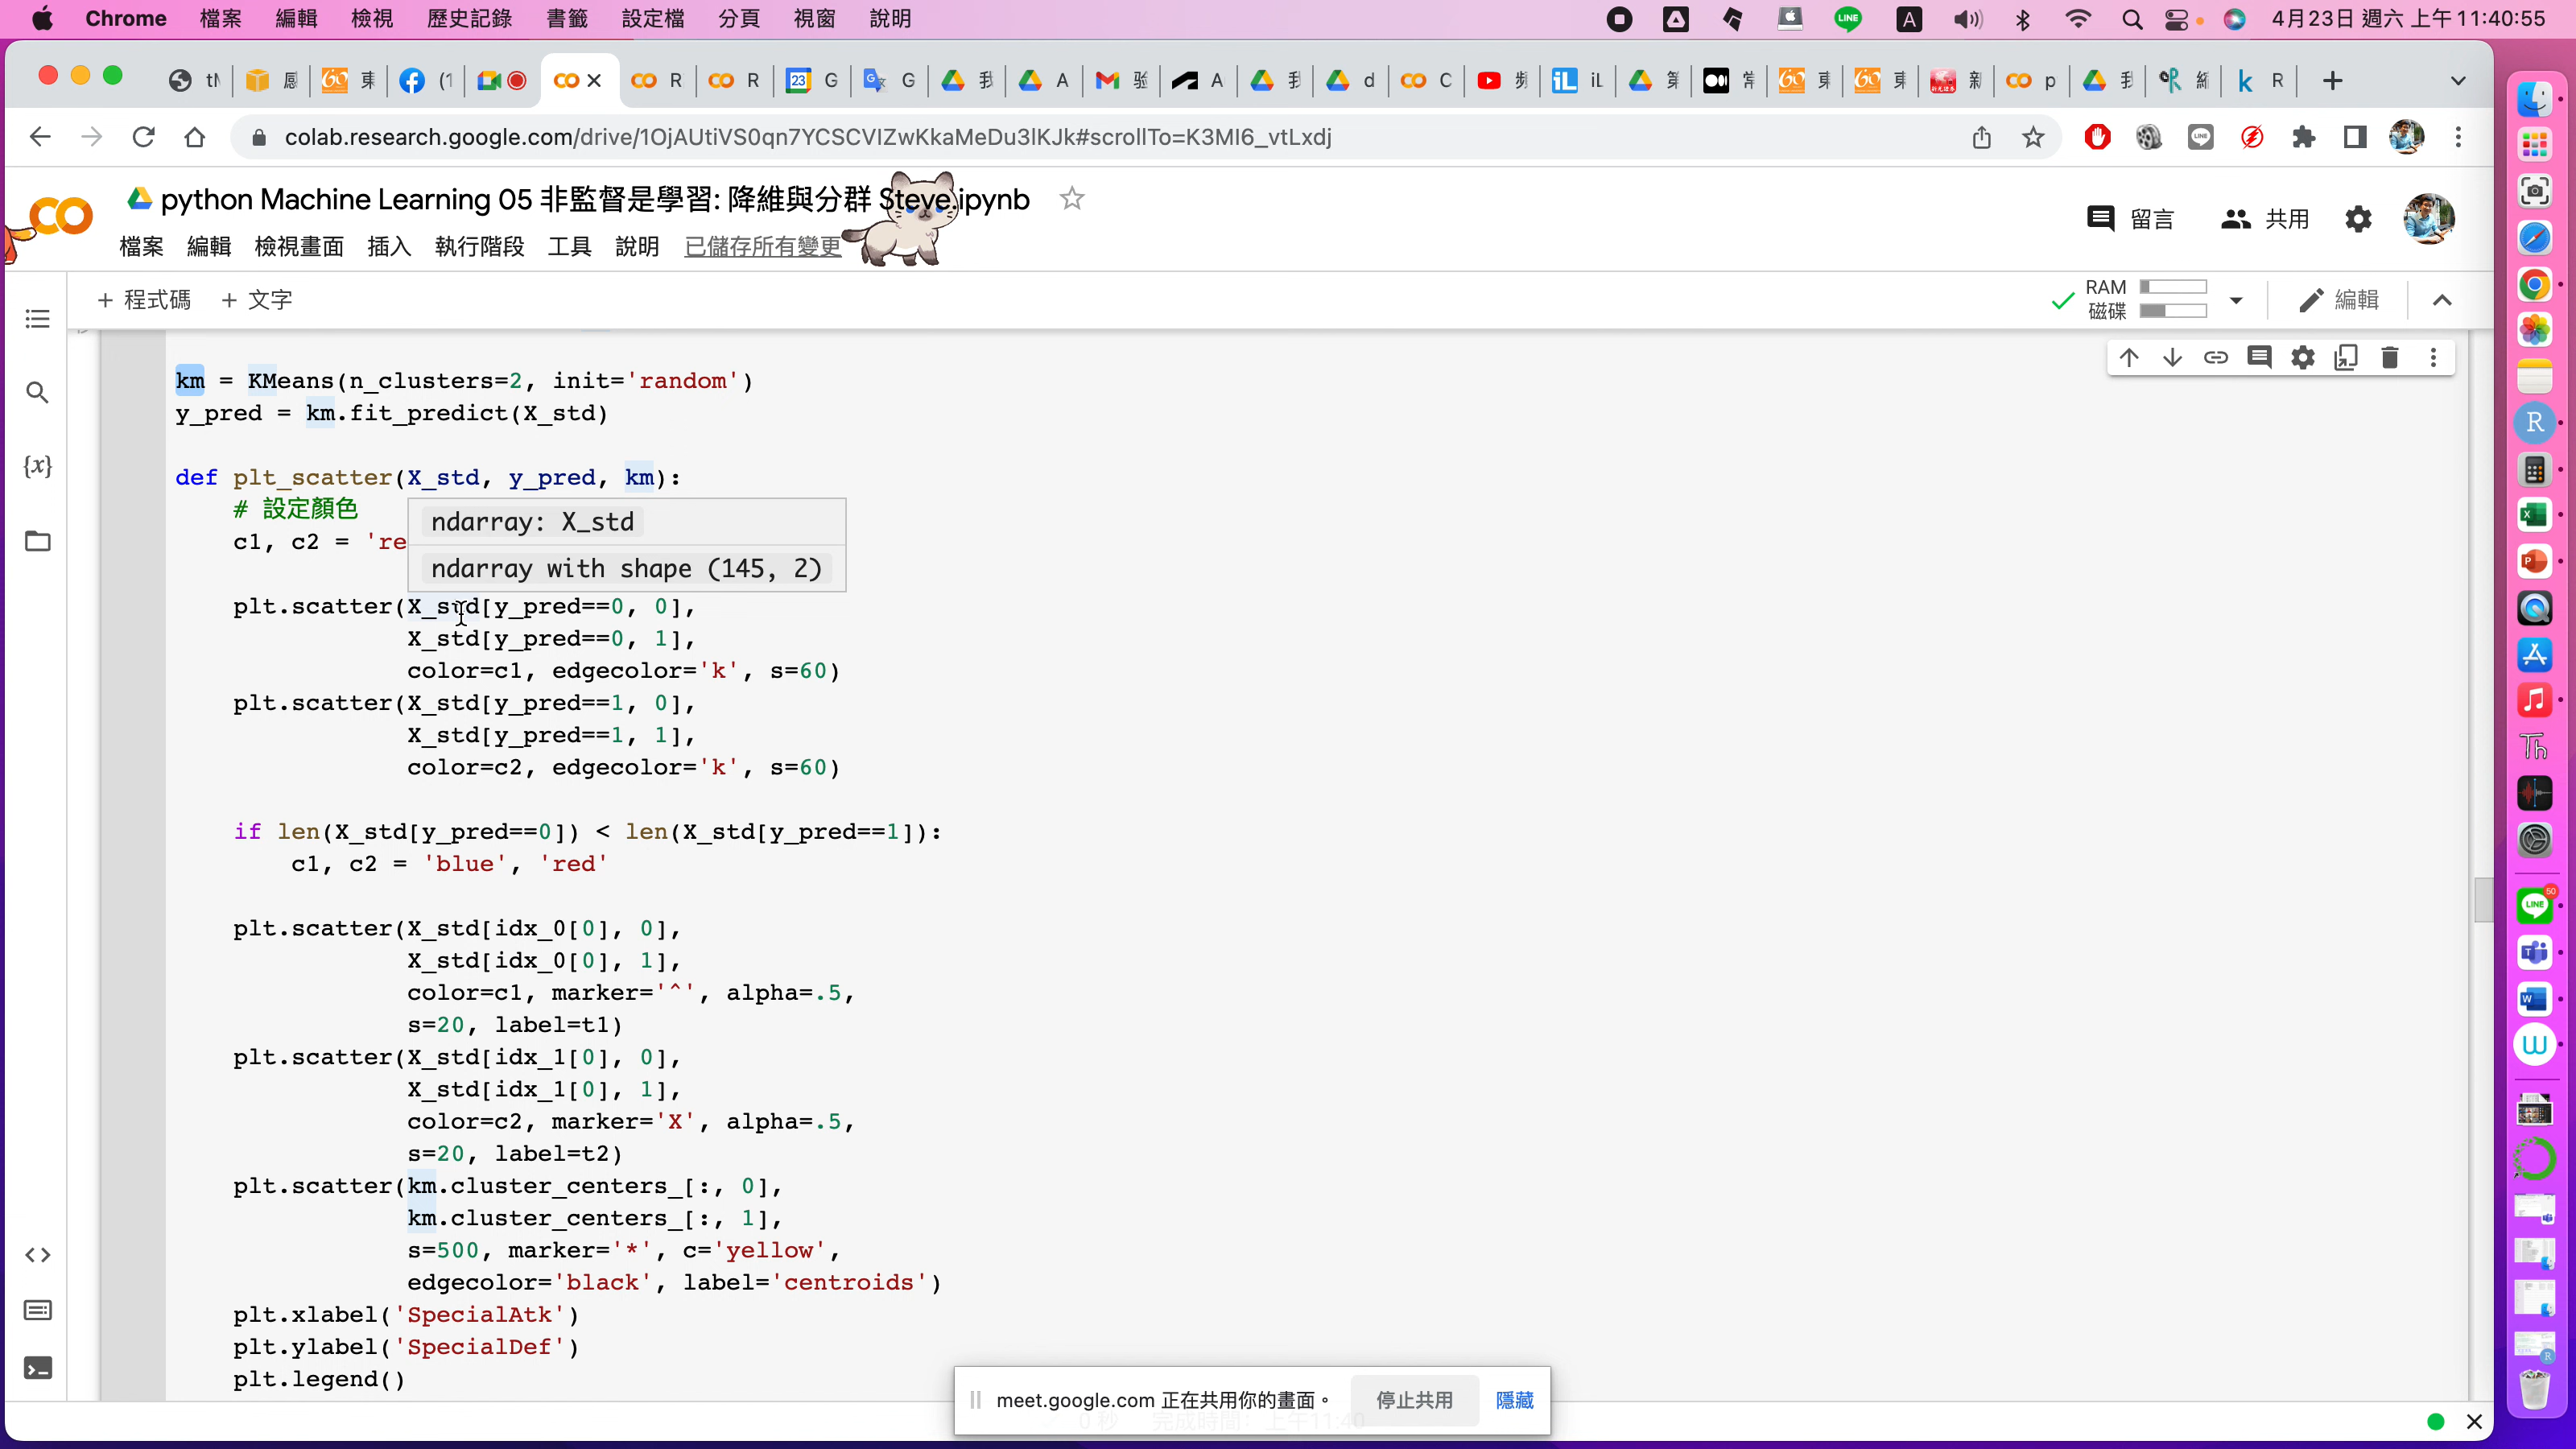 Chrome 檔案 編輯 檢視 歷史記錄 書籤 設定檔 分頁 視窗 說明
LINE A 4月23日 週六 上午11:40:55
colab.research.google.com/drive/1OjAUtiVS0qn7YCSCVIZwKkaMeDu3lKJk#scrollTo=K3MI6_vtLxdj
python Machine Learning 05 非監督是學習: 降維與分群 Steve.ipynb
留言 共用
檔案 編輯 檢視畫面 插入 執行階段 工具 說明 已儲存所有變更
+ 程式碼 + 文字
RAM
磁碟
編輯
km = KMeans(n_clusters=2, init='random')
y_pred = km.fit_predict(X_std)
def plt_scatter(X_std, y_pred, km):
# 設定顏色
ndarray: X_std
c1, c2 = 're
ndarray with shape (145, 2)
plt.scatter(X_std[y_pred==0, 0],
X_std[y_pred==0, 1],
color=c1, edgecolor='k', s=60)
plt.scatter(X_std[y_pred==1, 0],
X_std[y_pred==1, 1],
color=c2, edgecolor='k', s=60)
if len(X_std[y_pred==0]) < len(X_std[y_pred==1]):
c1, c2 = 'blue', 'red'
plt.scatter(X_std[idx_0[0], 0],
X_std[idx_0[0], 1],
color=c1, marker='^', alpha=.5,
s=20, label=t1)
plt.scatter(X_std[idx_1[0], 0],
X_std[idx_1[0], 1],
color=c2, marker='X', alpha=.5,
s=20, label=t2)
plt.scatter(km.cluster_centers_[:, 0],
km.cluster_centers_[:, 1],
s=500, marker='*', c='yellow',
edgecolor='black', label='centroids')
plt.xlabel('SpecialAtk')
plt.ylabel('SpecialDef')
plt.legend()
meet.google.com 正在共用你的畫面。 停止共用 隱藏
0 秒 完成時間：上午11:40